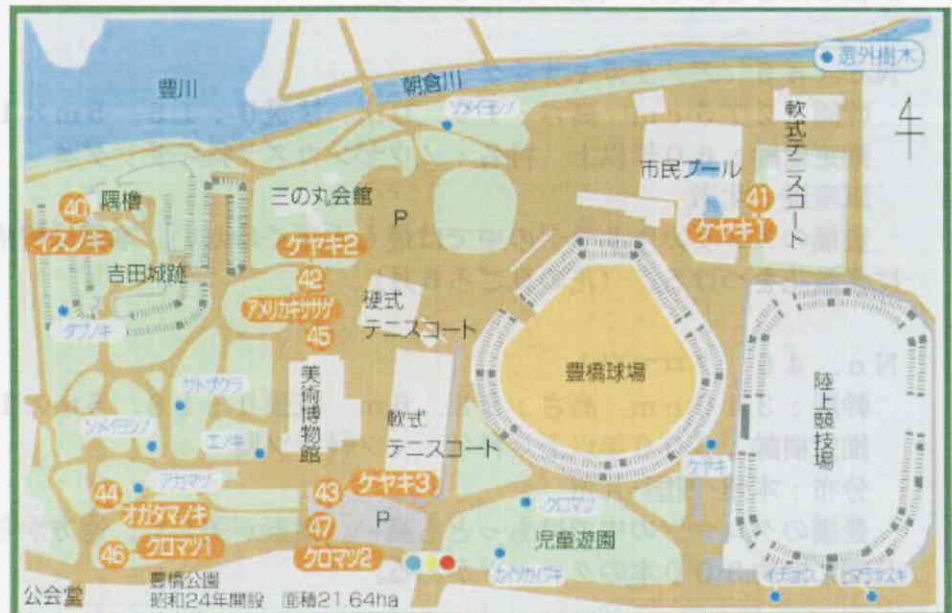 選外樹木
豊川
朝倉川
ソメイヨシノ
軟式テニスコート
市民プール
隅櫓
三の丸会館
P
40
イスノキ
41
ケヤキ1
ケヤキ2
吉田城跡
42
アメリカキササゲ
45
硬式
テニスコート
タブノキ
サトザクラ
美術博物館
豊橋球場
陸上競技場
ソメイヨシノ
エノキ
軟式
テニスコート
ケヤキ
アカマツ
43
ケヤキ3
44
オガタマノキ
クロマツ
P
47
クロマツ2
46
クロマツ1
児童遊園
カイヅカイブキ
イチョウ
ヒマラヤスギ
公会堂
豊橋公園
昭和24年開設 面積21.64ha